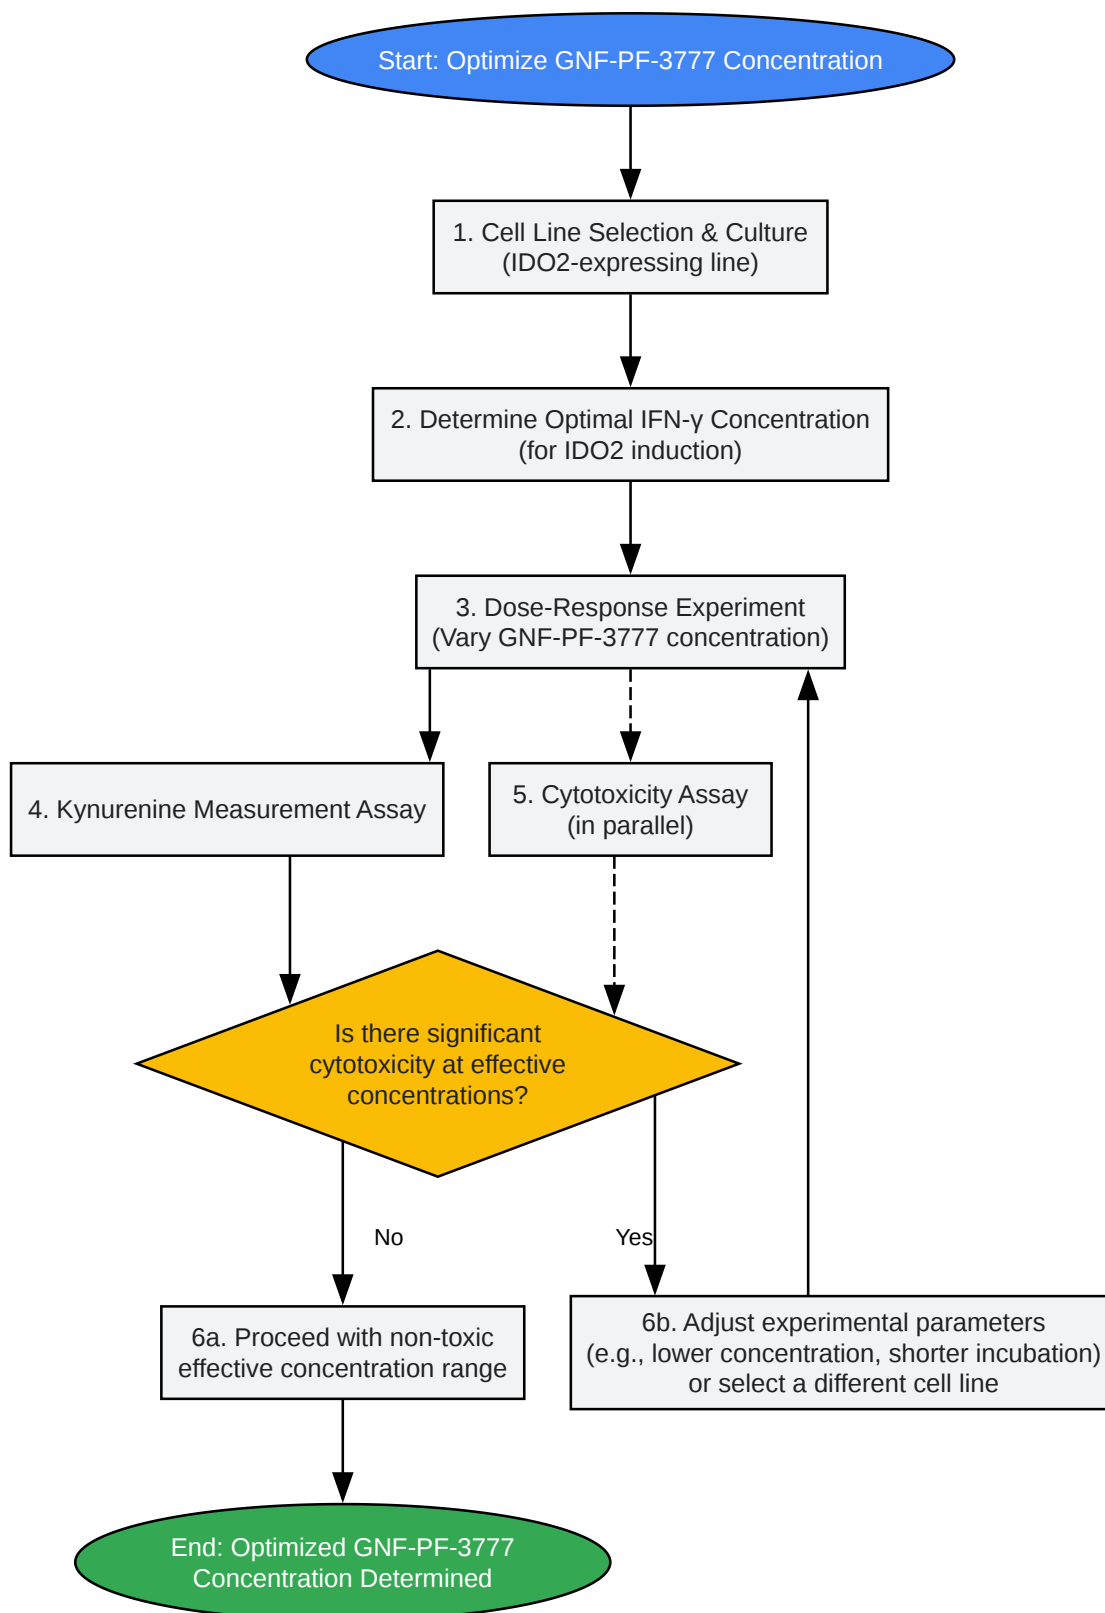 Start: Optimize GNF-PF-3777 Concentration
1. Cell Line Selection & Culture
(IDO2-expressing line)
2. Determine Optimal IFN-γ Concentration
(for IDO2 induction)
3. Dose-Response Experiment
(Vary GNF-PF-3777 concentration)
4. Kynurenine Measurement Assay
5. Cytotoxicity Assay
(in parallel)
Is there significant
cytotoxicity at effective
concentrations?
No
Yes
6a. Proceed with non-toxic
effective concentration range
6b. Adjust experimental parameters
(e.g., lower concentration, shorter incubation)
or select a different cell line
End: Optimized GNF-PF-3777
Concentration Determined